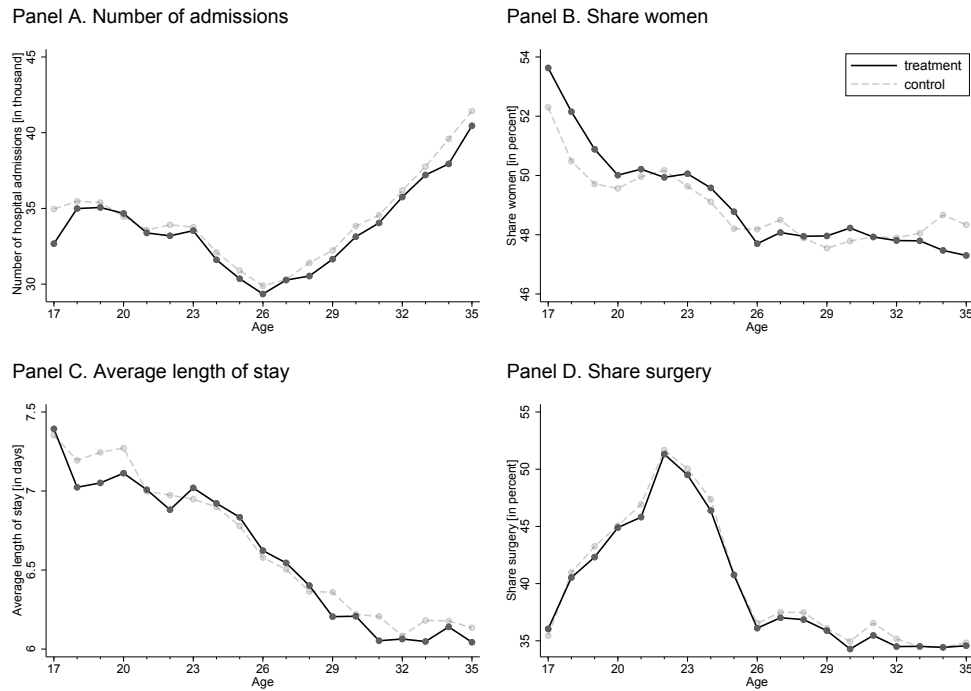 Panel A. Number of admissions
Number of hospital admissions [in thousand]
45
40
35
30
17 20 23 26 29 32 35
Age
Panel B. Share women
treatment
control
Share women [in percent]
54
52
50
48
46
17 20 23 26 29 32 35
Age
Panel C. Average length of stay
Average length of stay [in days]
7.5
7
6.5
6
17 20 23 26 29 32 35
Age
Panel D. Share surgery
Share surgery [in percent]
55
50
45
40
35
17 20 23 26 29 32 35
Age